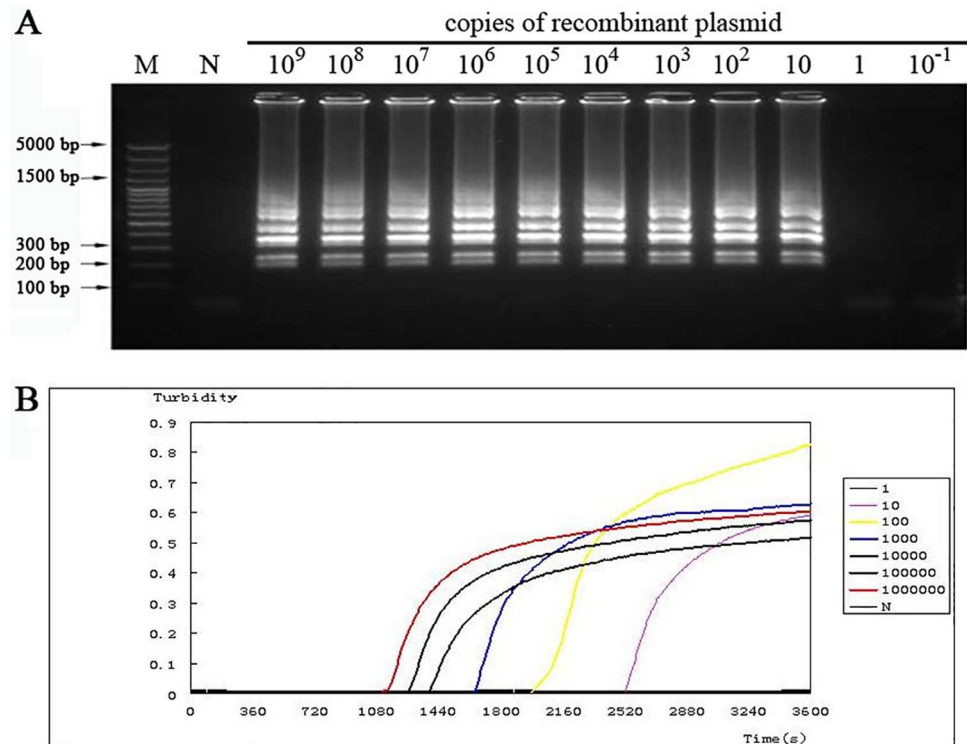 A
copies of recombinant plasmid
M N 10⁹ 10⁸ 10⁷ 10⁶ 10⁵ 10⁴ 10³ 10² 10 1 10⁻¹
5000 bp
1500 bp
300 bp
200 bp
100 bp
B
Turbidity
0.9
0.8
0.7
0.6
0.5
0.4
0.3
0.2
0.1
0
0 360 720 1080 1440 1800 2160 2520 2880 3240 3600
Time(s)
1
10
100
1000
10000
100000
1000000
N